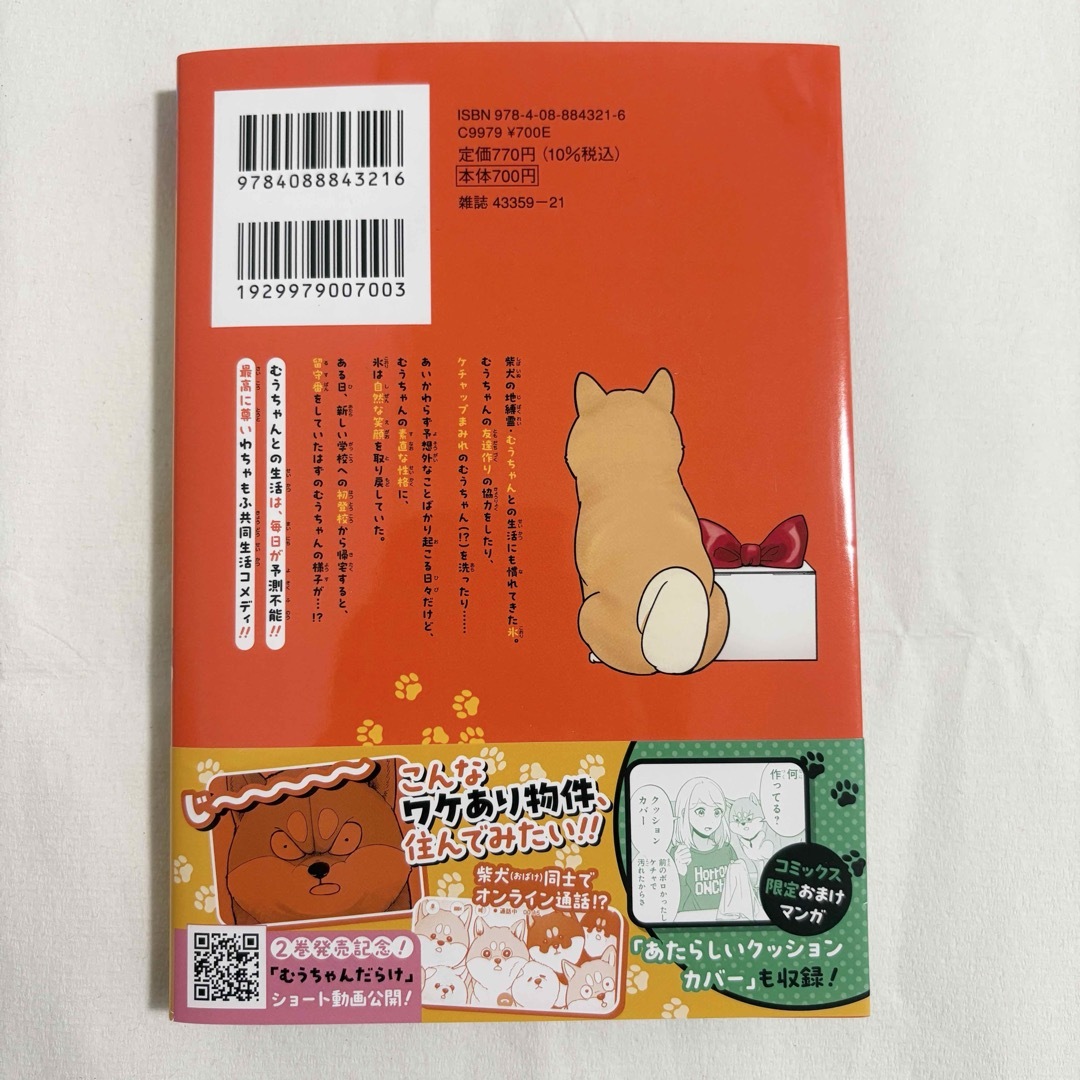 9784088843216
1929979007003
ISBN 978-4-08-884321-6
C9979 ¥700E
定価770円(10%税込)
本体700円
雑誌 43359-21
柴犬の地縛霊・むうちゃんとの生活にも慣れてきた氷。
むうちゃんの友達作りの協力をしたり、
ケチャップまみれのむうちゃん(!?)を洗ったり……
あいかわらず予想外なことばかり起こる日々だけど、
むうちゃんの素直な性格に、
氷は自然な笑顔を取り戻していた。
ある日、新しい学校への初登校から帰宅すると、
留守番をしていたはずのむうちゃんの様子が…!?
むうちゃんとの生活は、毎日が予測不能!!
最高に尊いわちゃもふ共同生活コメディ!!
じ〜〜〜っ
こんな
ワケあり物件、
住んでみたい!!
柴犬(おばけ)同士で
オンライン通話!?
通話中
2巻発売記念!
「むうちゃんだらけ」
ショート動画公開!
何
作ってる?
クッション
カバー
前のボロかったし
ケチャで
汚れたからさ
HorroR
ONCH
コミックス
限定おまけ
マンガ
「あたらしいクッション
カバー」も収録!